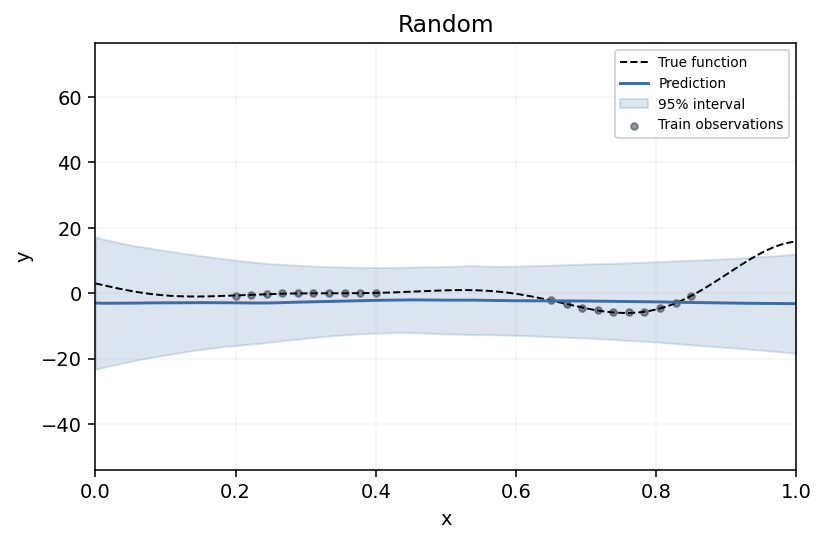 Random
True function
Prediction
95% interval
Train observations
60
40
20
0
−20
−40
y
0.0 0.2 0.4 0.6 0.8 1.0
x